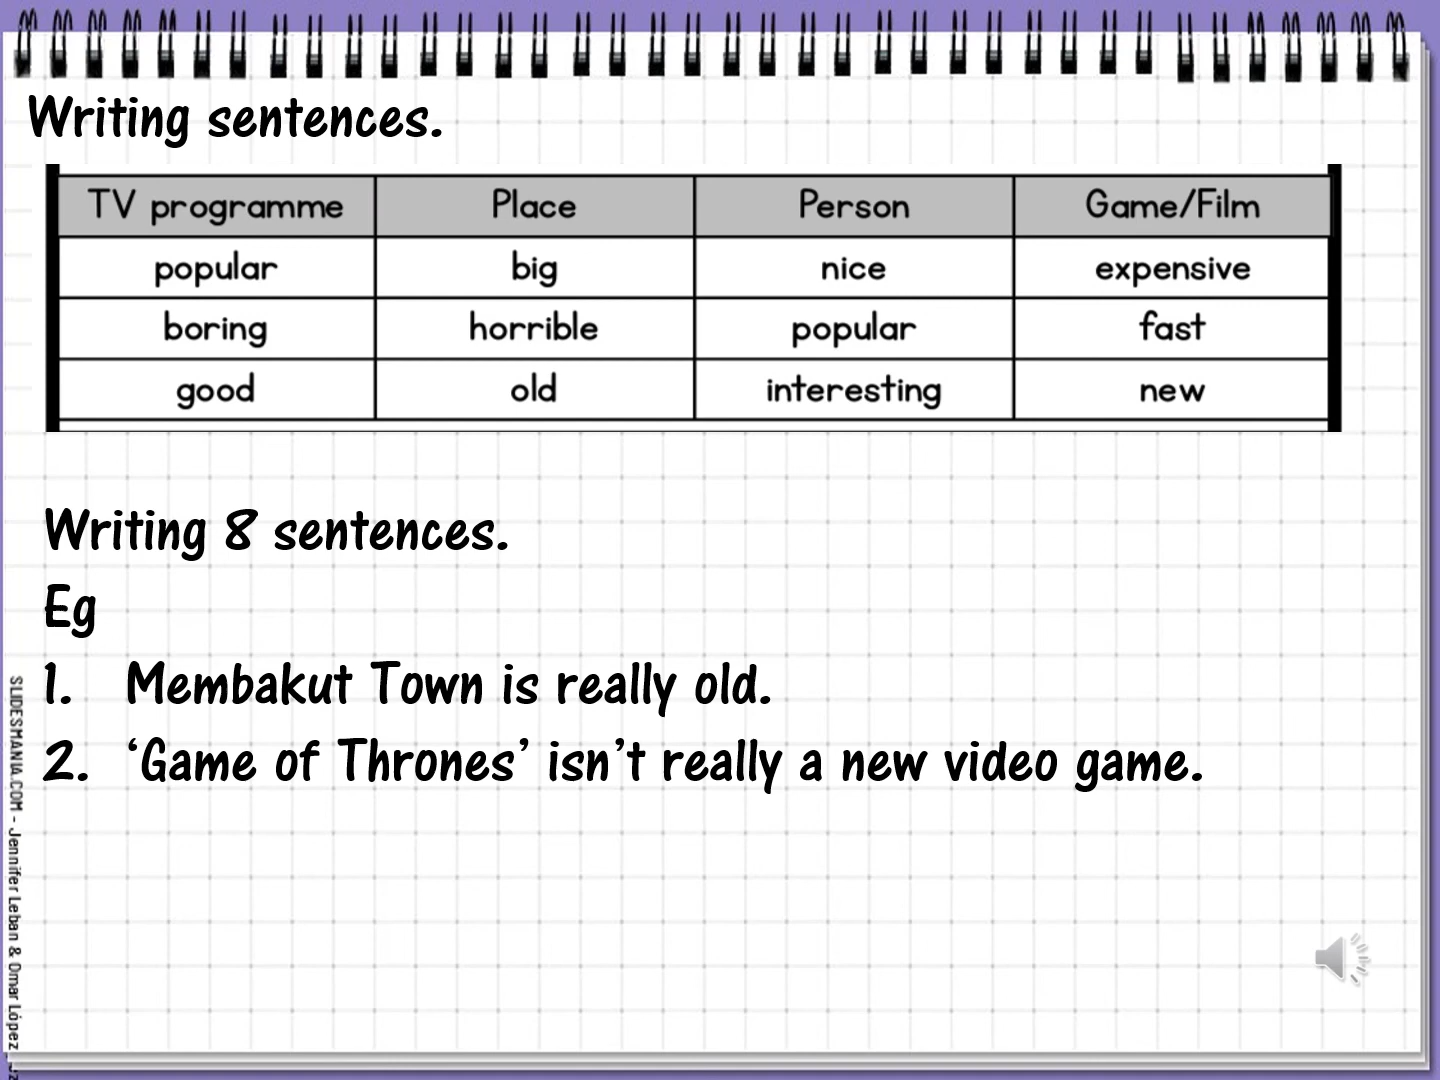 Writing sentences.
TV programme Place Person Game/Film
popular big nice expensive
boring horrible popular fast
good old interesting new
Writing 8 sentences.
Eg
1. Membakut Town is really old.
2. ‘Game of Thrones’ isn’t really a new video game.
SLIDESMANIA.COM - Jennifer Leban & Omar López